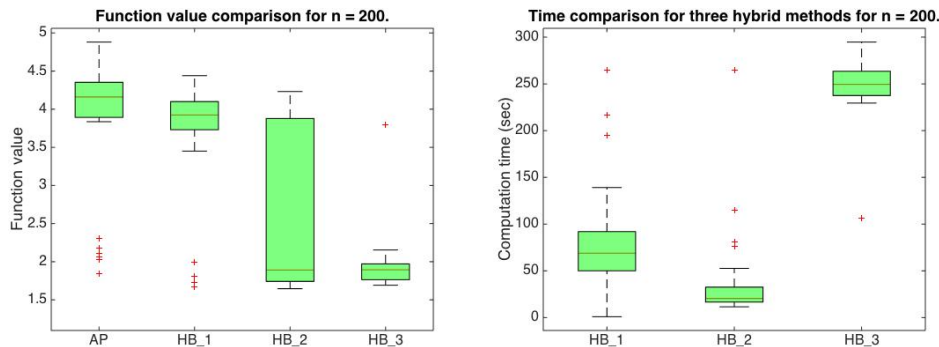 Function value comparison for n = 200.
Function value
5
4.5
4
3.5
3
2.5
2
1.5
AP
HB_1
HB_2
HB_3
Time comparison for three hybrid methods for n = 200.
Computation time (sec)
300
250
200
150
100
50
0
HB_1
HB_2
HB_3